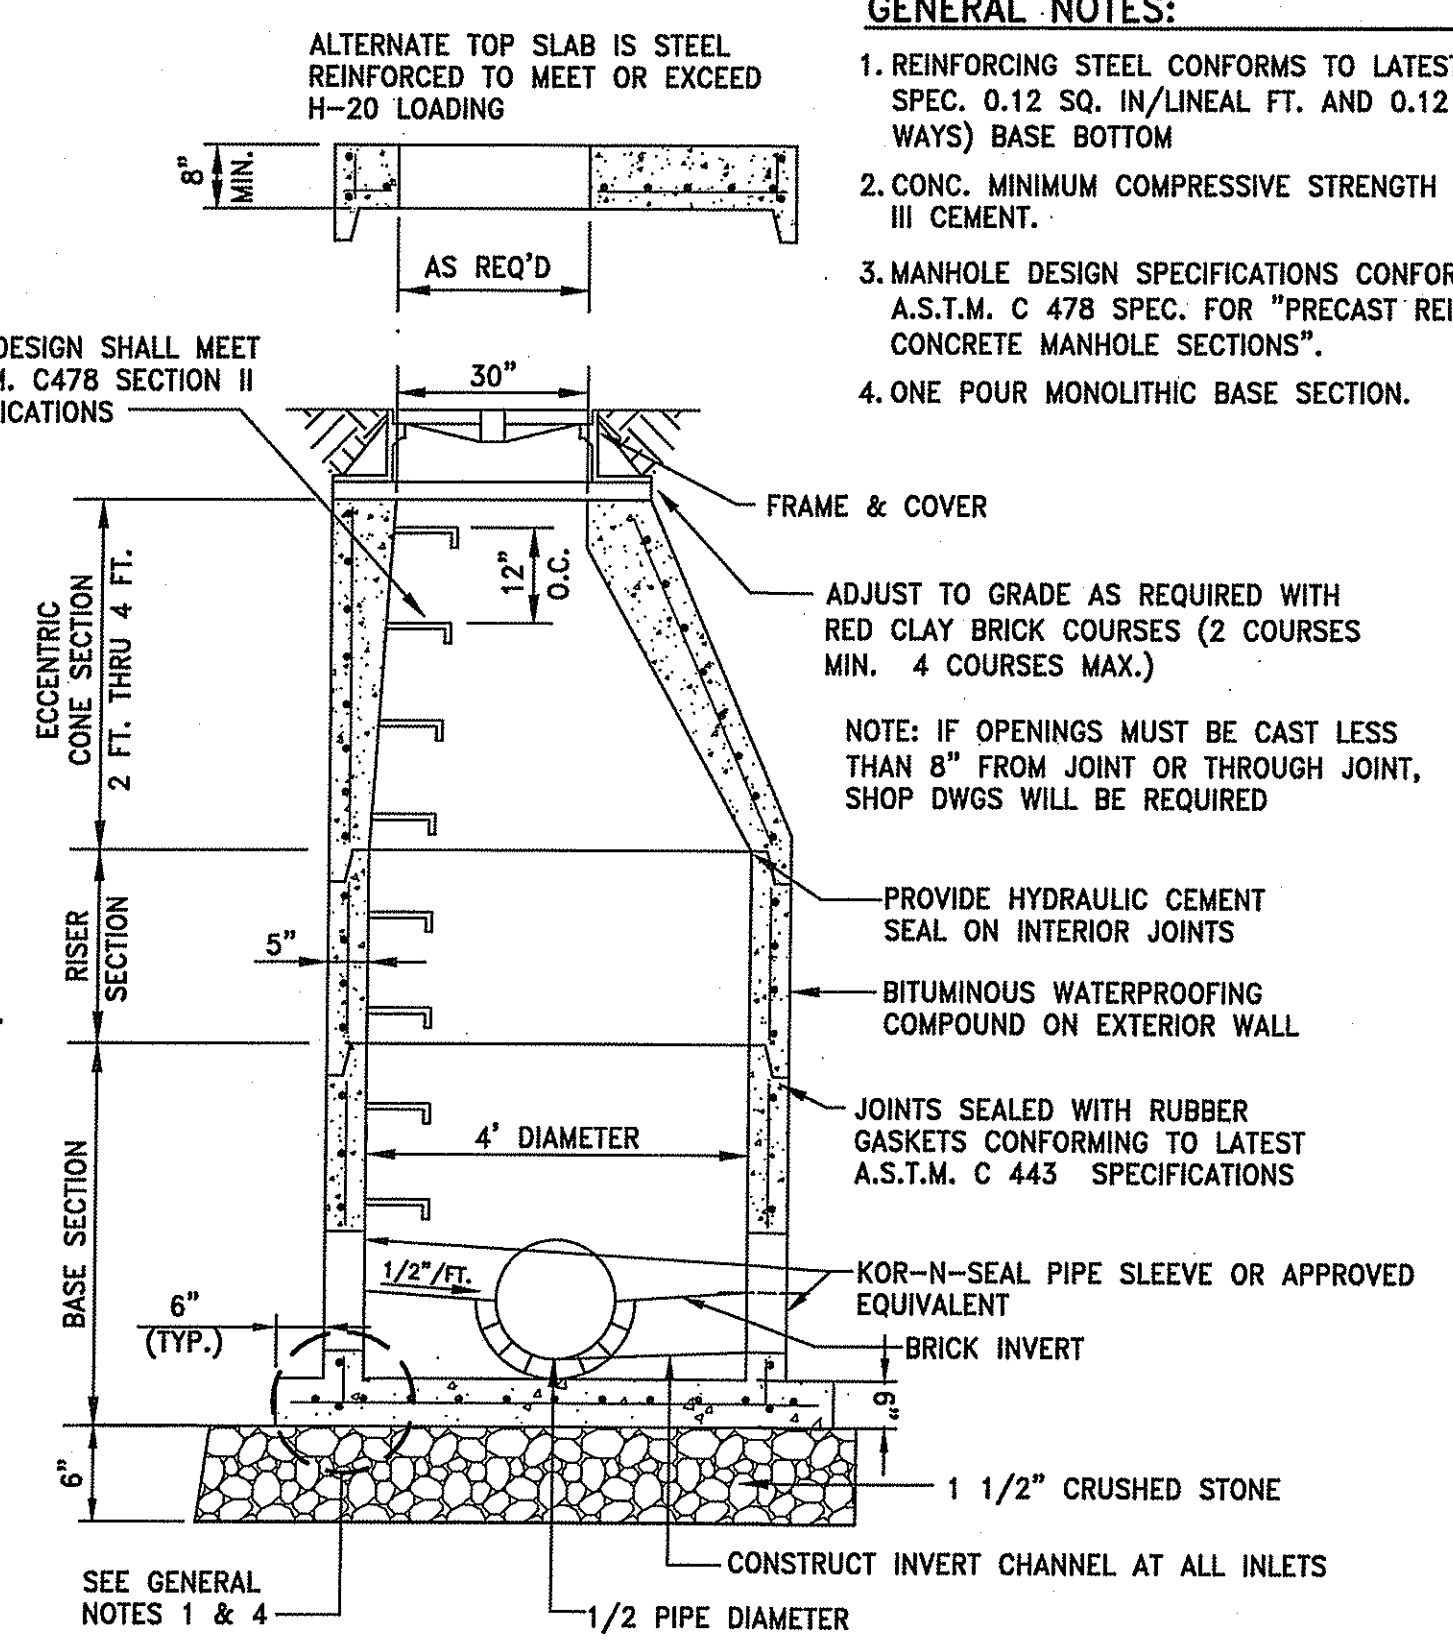 GENERAL NOTES:
1. REINFORCING STEEL CONFORMS TO LATEST
SPEC. 0.12 SQ. IN/LINEAL FT. AND 0.12
WAYS) BASE BOTTOM
2. CONC. MINIMUM COMPRESSIVE STRENGTH
III CEMENT.
3. MANHOLE DESIGN SPECIFICATIONS CONFOR
A.S.T.M. C 478 SPEC. FOR "PRECAST REI
CONCRETE MANHOLE SECTIONS".
4. ONE POUR MONOLITHIC BASE SECTION.
ALTERNATE TOP SLAB IS STEEL
REINFORCED TO MEET OR EXCEED
H-20 LOADING
8"
MIN.
AS REQ'D
DESIGN SHALL MEET
M. C478 SECTION II
ICATIONS
30"
FRAME & COVER
12"
O.C.
ECCENTRIC
CONE SECTION
2 FT. THRU 4 FT.
ADJUST TO GRADE AS REQUIRED WITH
RED CLAY BRICK COURSES (2 COURSES
MIN. 4 COURSES MAX.)
NOTE: IF OPENINGS MUST BE CAST LESS
THAN 8" FROM JOINT OR THROUGH JOINT,
SHOP DWGS WILL BE REQUIRED
RISER
SECTION
5"
PROVIDE HYDRAULIC CEMENT
SEAL ON INTERIOR JOINTS
BITUMINOUS WATERPROOFING
COMPOUND ON EXTERIOR WALL
JOINTS SEALED WITH RUBBER
GASKETS CONFORMING TO LATEST
A.S.T.M. C 443 SPECIFICATIONS
4' DIAMETER
BASE SECTION
1/2"/FT.
KOR-N-SEAL PIPE SLEEVE OR APPROVED
EQUIVALENT
6"
(TYP.)
BRICK INVERT
6"
6"
1 1/2" CRUSHED STONE
CONSTRUCT INVERT CHANNEL AT ALL INLETS
SEE GENERAL
NOTES 1 & 4
1/2 PIPE DIAMETER